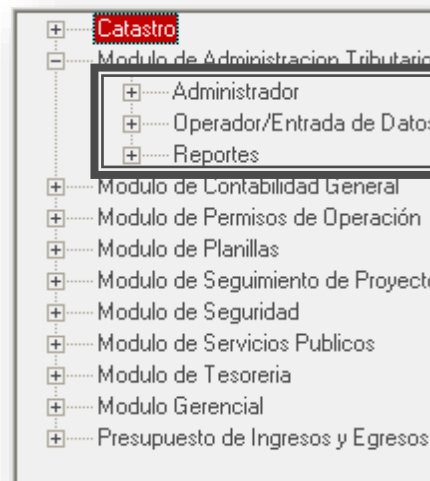 Catastro
Modulo de Administracion Tributario
Administrador
Operador/Entrada de Datos
Reportes
Modulo de Contabilidad General
Modulo de Permisos de Operación
Modulo de Planillas
Modulo de Seguimiento de Proyecto
Modulo de Seguridad
Modulo de Servicios Publicos
Modulo de Tesoreria
Modulo Gerencial
Presupuesto de Ingresos y Egresos